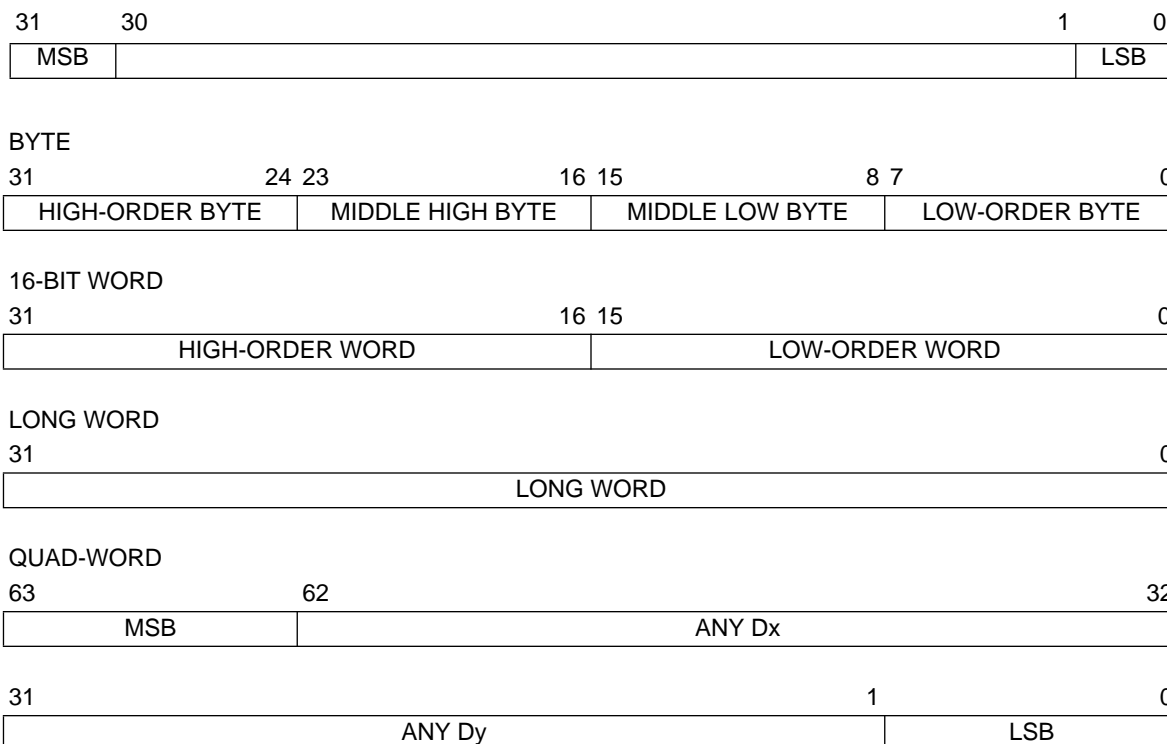 31 30 1 0
MSB LSB
BYTE
31 24 23 16 15 8 7 0
HIGH-ORDER BYTE MIDDLE HIGH BYTE MIDDLE LOW BYTE LOW-ORDER BYTE
16-BIT WORD
31 16 15 0
HIGH-ORDER WORD LOW-ORDER WORD
LONG WORD
31 0
LONG WORD
QUAD-WORD
63 62 32
MSB ANY Dx
31 1 0
ANY Dy LSB